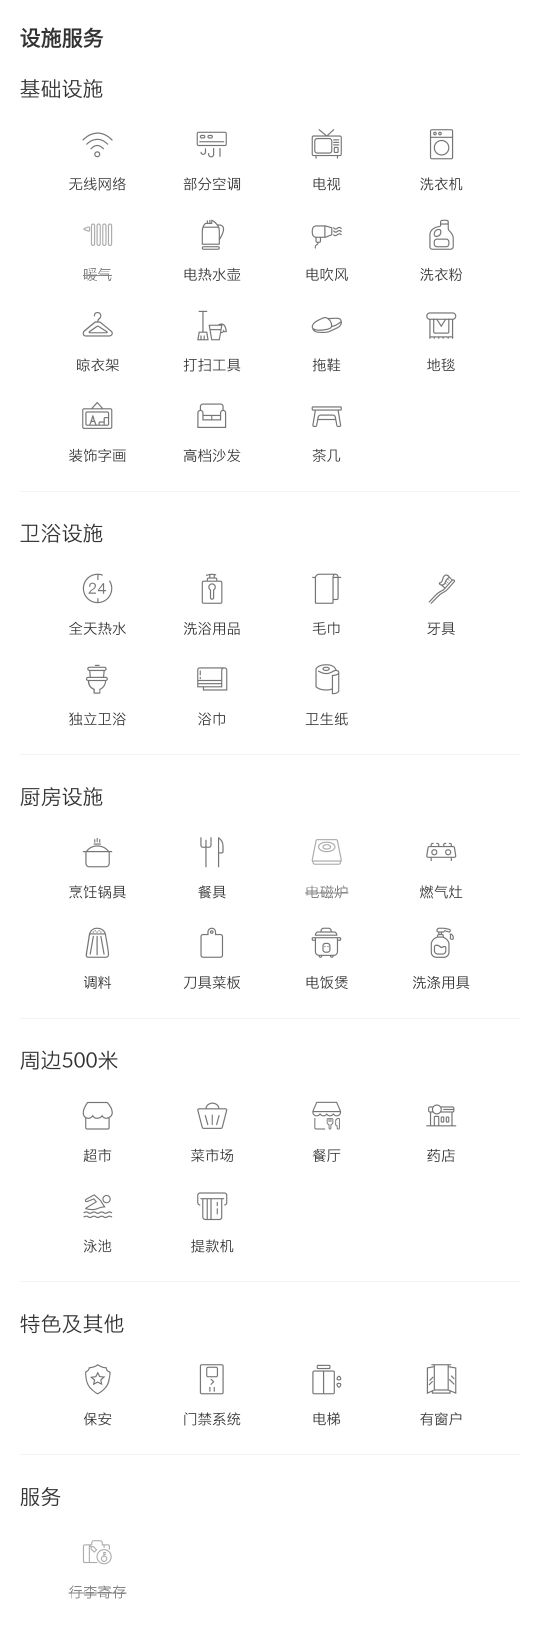 设施服务
基础设施
无线网络 部分空调 电视 洗衣机
暖气 电热水壶 电吹风 洗衣粉
晾衣架 打扫工具 拖鞋 地毯
装饰字画 高档沙发 茶几
卫浴设施
24
全天热水 洗浴用品 毛巾 牙具
独立卫浴 浴巾 卫生纸
厨房设施
烹饪锅具 餐具 电磁炉 燃气灶
调料 刀具菜板 电饭煲 洗涤用具
周边500米
超市 菜市场 餐厅 药店
泳池 提款机
特色及其他
保安 门禁系统 电梯 有窗户
服务
行李寄存